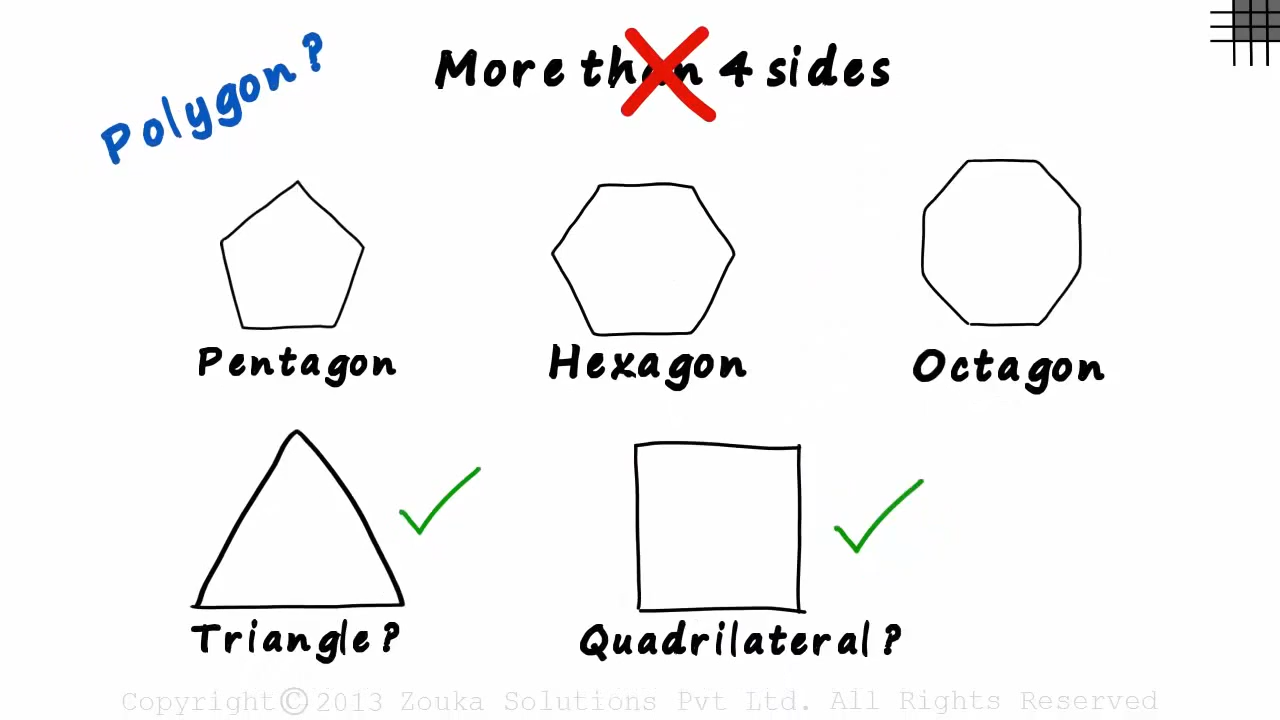 Polygon?
More than 4 sides
Pentagon
Hexagon
Octagon
Triangle?
Quadrilateral?
Copyright© 2013 Zouka Solutions Pvt Ltd. All Rights Reserved